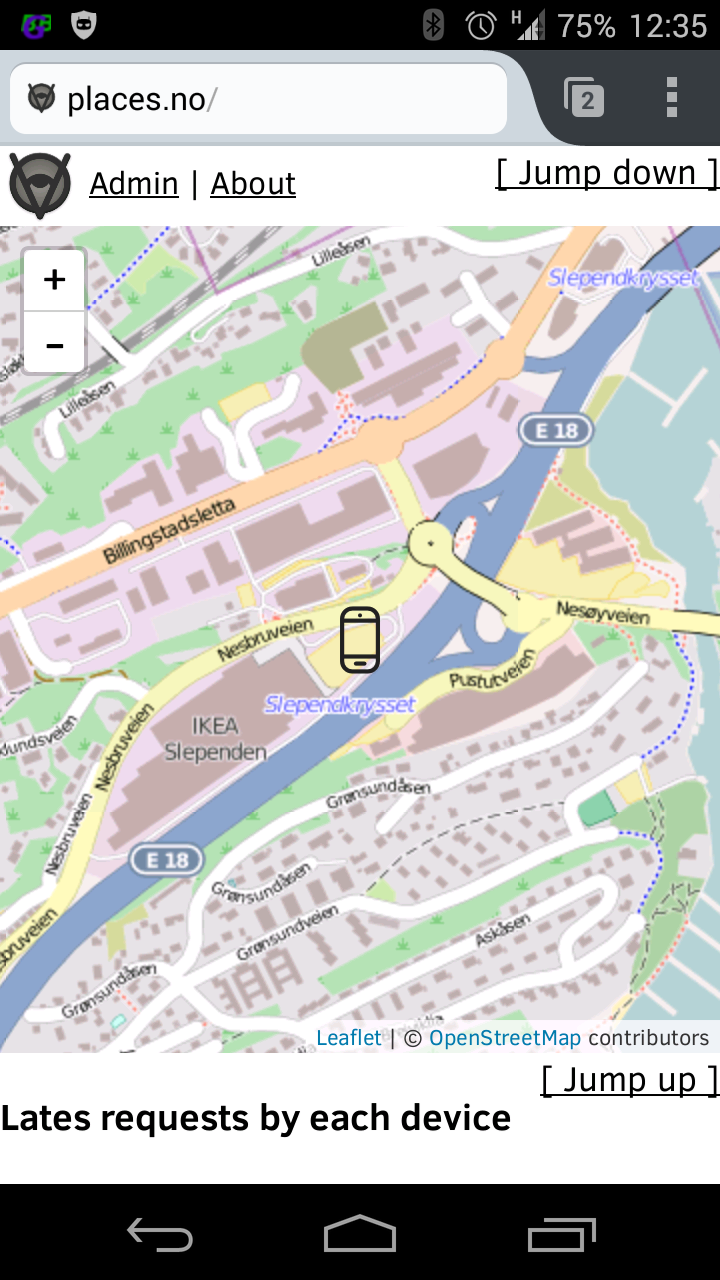 H 75% 12:35
places.no/
2
Admin | About
[ Jump down ]
+
−
Lilleåsen
Slependkrysset
Lilleåsen
E 18
Billingstadsletta
Nesøyveien
Nesbruveien
Pustutveien
Slependkrysset
IKEA
Slependen
Nesbruveien
Grønsundåsen
Nesbruveien
E 18
Grønsundåsen
Grønsundveien
Askåsen
Grønsundåsen
Leaflet | © OpenStreetMap contributors
[ Jump up ]
Lates requests by each device